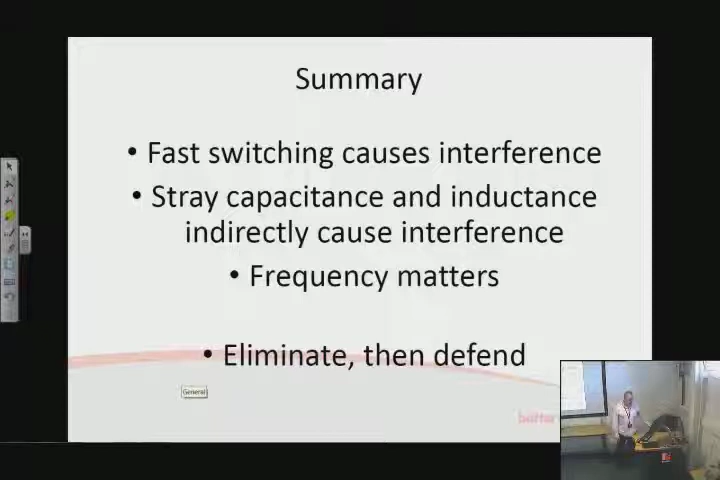 Summary
• Fast switching causes interference
• Stray capacitance and inductance
indirectly cause interference
• Frequency matters
• Eliminate, then defend
General